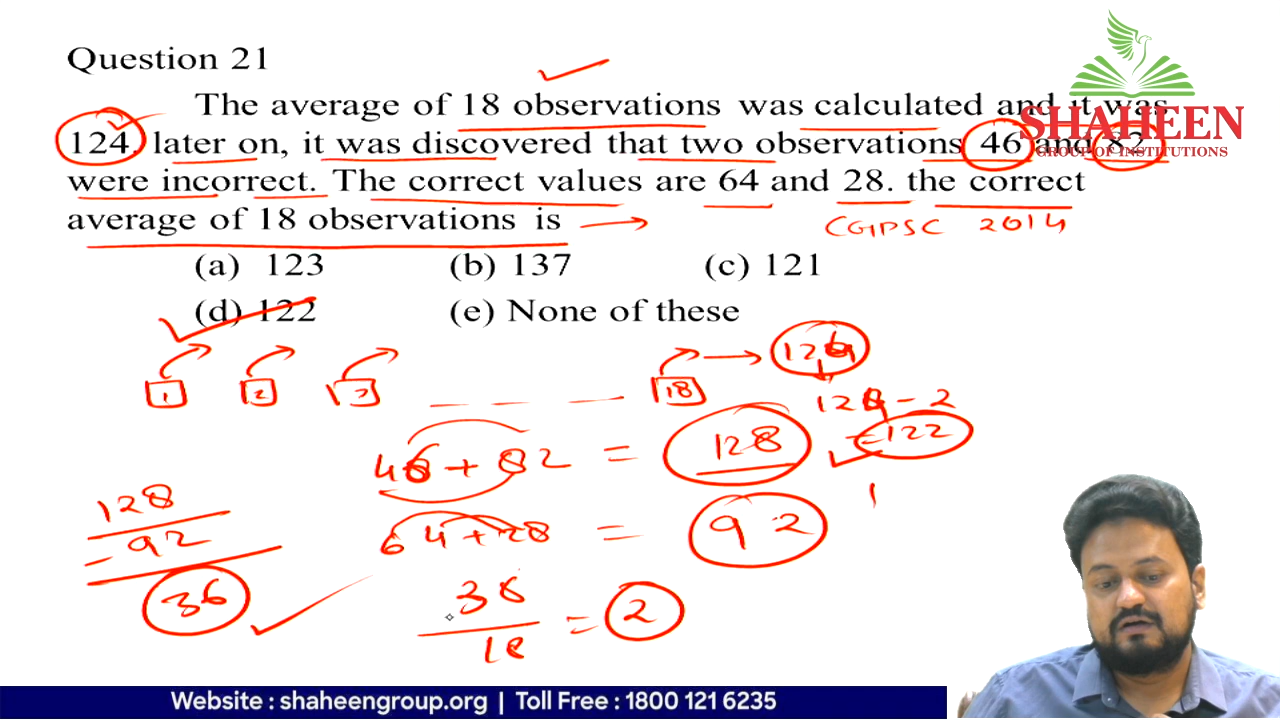 Question 21
The average of 18 observations was calculated and it was
124. later on, it was discovered that two observations 46 and 82
were incorrect. The correct values are 64 and 28. the correct
average of 18 observations is
CGPSC 2014
(a) 123 (b) 137 (c) 121
(d) 122 (e) None of these
SHAHEEN
GROUP OF INSTITUTIONS
1 2 3 18 124
124 - 2
= 122
46 + 82 = 128
64 + 28 = 92
128
- 92
36
36
18 = 2
Website : shaheengroup.org | Toll Free : 1800 121 6235